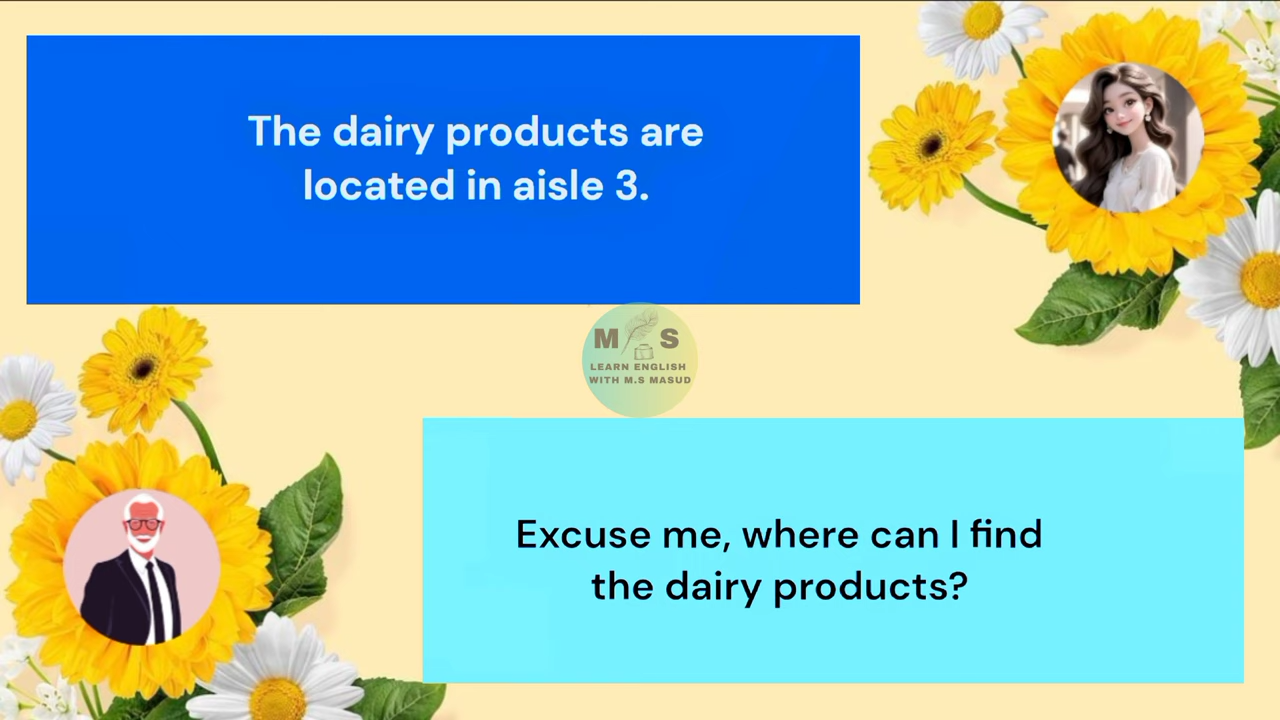 The dairy products are
located in aisle 3.
M S
LEARN ENGLISH
WITH M.S MASUD
Excuse me, where can I find
the dairy products?